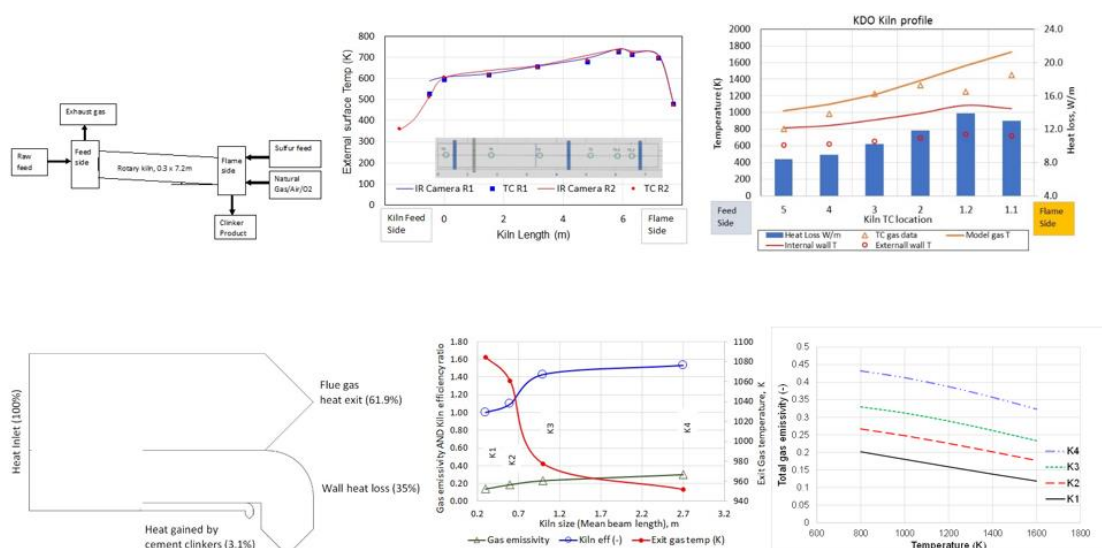 Exhaust gas
Raw feed
Feed side
Rotary kiln, 0.3 x 7.2m
Flame side
Sulfur feed
Natural Gas/Air/O2
Clinker Product
External surface Temp (K)
800
700
600
500
400
300
200
100
0
0 2 4 6
IR Camera R1 TC R1 IR Camera R2 TC R2
Kiln Feed Side
Kiln Length (m)
Flame Side
KDO Kiln profile
Temperature (K)
2000
1800
1600
1400
1200
1000
800
600
400
200
0
24.0
20.0
16.0
12.0
8.0
4.0
Heat loss, W/m
5 4 3 2 1.2 1.1
Feed Side
Kiln TC location
Flame Side
Heat Loss W/m TC gas data Model gas T
Internal wall T Externall wall T
Heat Inlet (100%)
Flue gas
heat exit (61.9%)
Wall heat loss (35%)
Heat gained by
cement clinkers (3.1%)
Gas emissivity AND Kiln efficiency ratio
1.80
1.60
1.40
1.20
1.00
0.80
0.60
0.40
0.20
0.00
K1
K2
K3
K4
1100
1080
1060
1040
1020
1000
980
960
940
Exit Gas temperature, K
0.2 0.7 1.2 1.7 2.2 2.7 3.2
Kiln size (Mean beam length), m
Gas emissivity Kiln eff (-) Exit gas temp (K)
Total gas emissivity (-)
0.5
0.45
0.4
0.35
0.3
0.25
0.2
0.15
0.1
0.05
0
K4
K3
K2
K1
600 800 1000 1200 1400 1600 1800
Temperature (K)